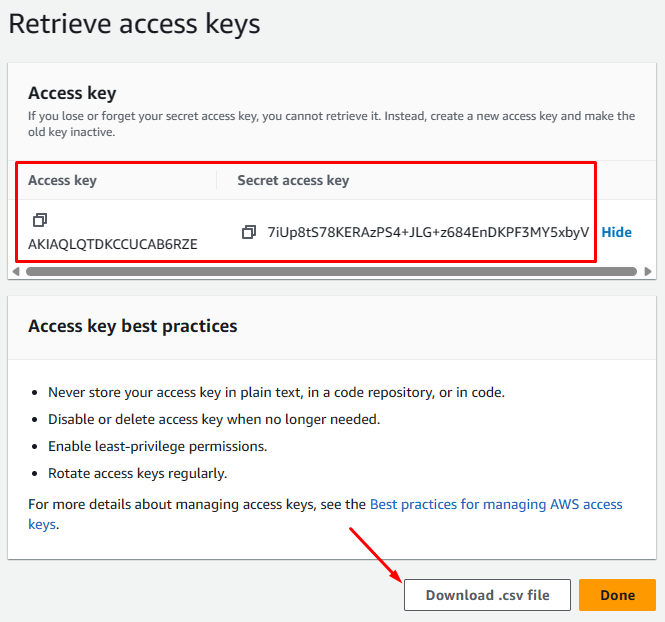 Retrieve access keys
Access key
If you lose or forget your secret access key, you cannot retrieve it. Instead, create a new access key and make the
old key inactive.
Access key
Secret access key
AKIAQLQTDKCCUCAB6RZE
7iUp8tS78KERAzPS4+JLG+z684EnDKPF3MY5xbyV
Hide
Access key best practices
• Never store your access key in plain text, in a code repository, or in code.
• Disable or delete access key when no longer needed.
• Enable least-privilege permissions.
• Rotate access keys regularly.
For more details about managing access keys, see the Best practices for managing AWS access
keys.
Download .csv file
Done